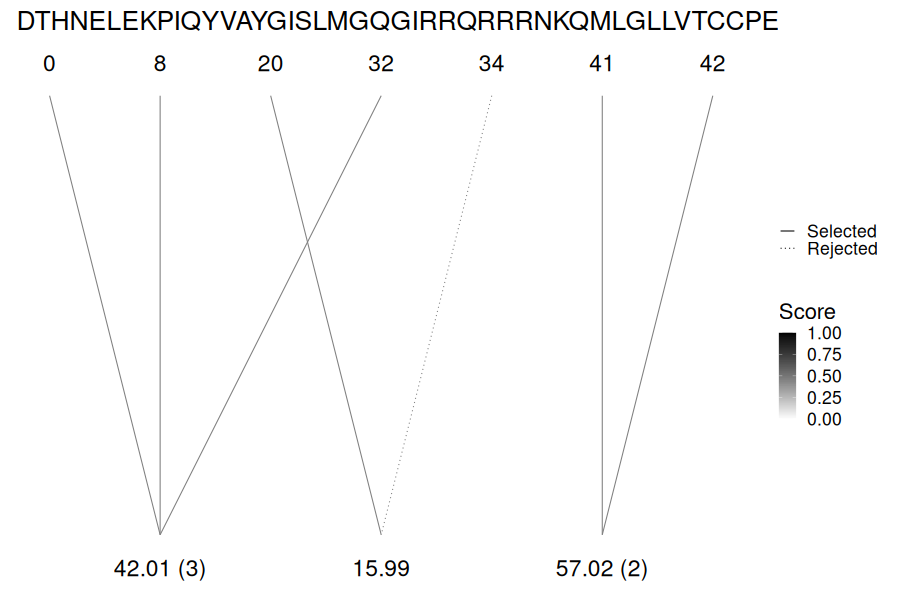 DTHNELEKPIQYVAYGISLMGQGIRRQRRRNKQMLGLLVTCCPE
0 8 20 32 34 41 42
Selected
Rejected
Score
1.00
0.75
0.50
0.25
0.00
42.01 (3) 15.99 57.02 (2)